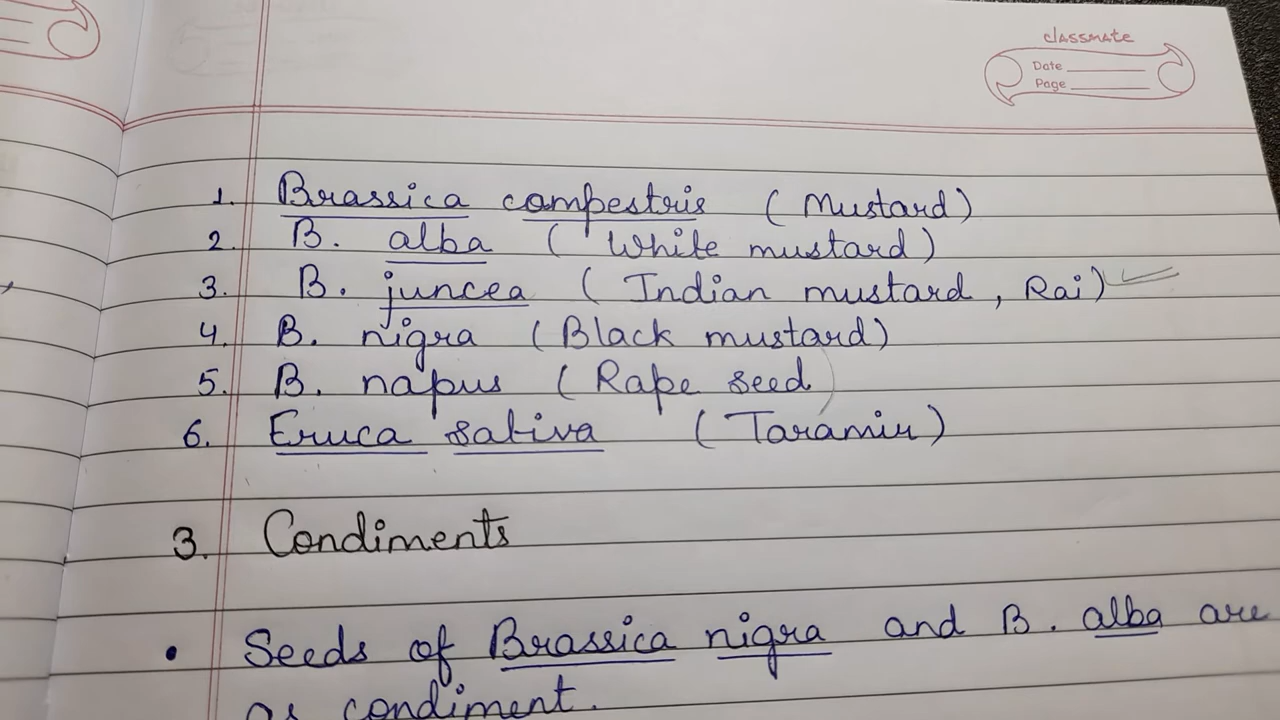 classmate
Date
Page
1. Brassica campestris (Mustard)
2. B. alba (White mustard)
3. B. juncea (Indian mustard, Rai)
4. B. nigra (Black mustard)
5. B. napus (Rape seed)
6. Eruca sativa (Taramir)
3. Condiments
• Seeds of Brassica nigra and B. alba are
as condiment.